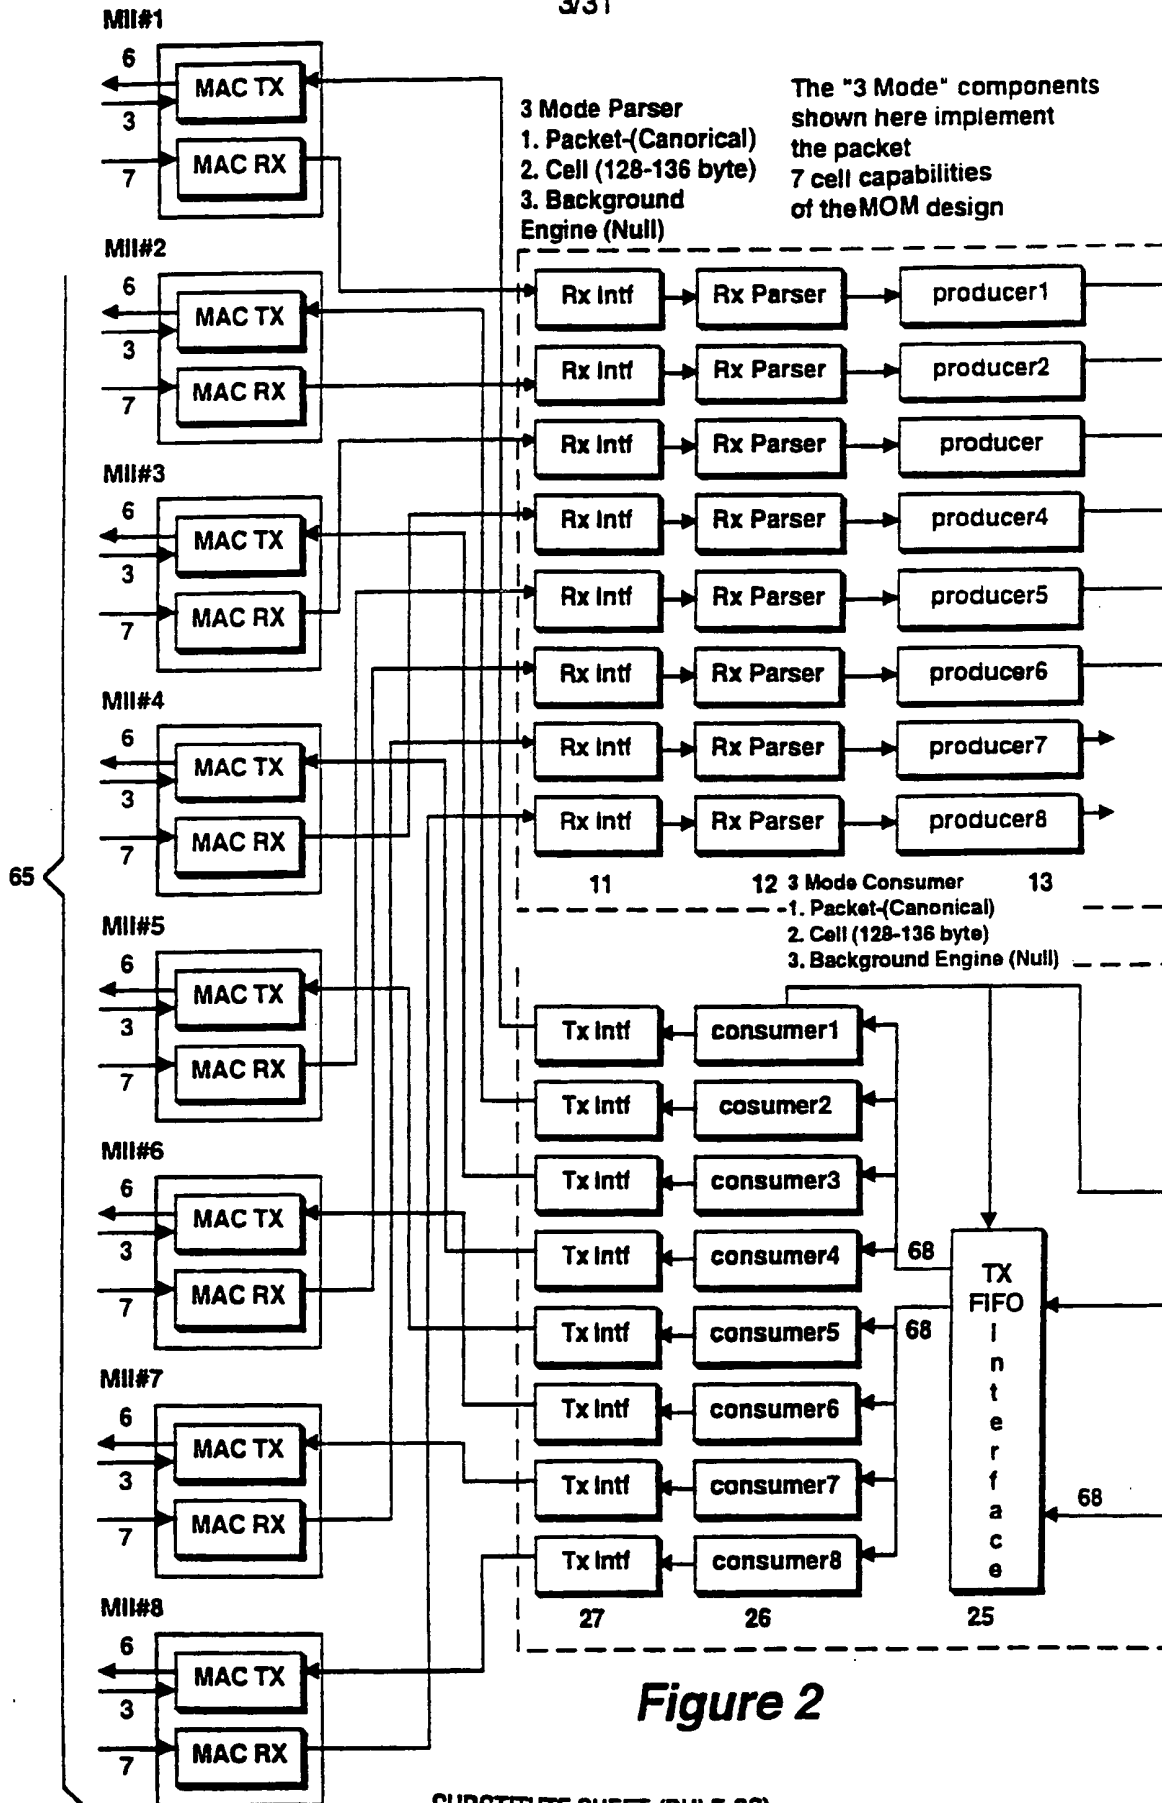 3/31
MII#1
6
MAC TX
3
MAC RX
7
3 Mode Parser
1. Packet-(Canorical)
2. Cell (128-136 byte)
3. Background
Engine (Null)
The "3 Mode" components
shown here implement
the packet
7 cell capabilities
of the MOM design
MII#2
6
MAC TX
3
MAC RX
7
MII#3
6
MAC TX
3
MAC RX
7
MII#4
6
MAC TX
3
MAC RX
7
65
MII#5
6
MAC TX
3
MAC RX
7
MII#6
6
MAC TX
3
MAC RX
7
MII#7
6
MAC TX
3
MAC RX
7
MII#8
6
MAC TX
3
MAC RX
7
Rx Intf Rx Parser producer1
Rx Intf Rx Parser producer2
Rx Intf Rx Parser producer
Rx Intf Rx Parser producer4
Rx Intf Rx Parser producer5
Rx Intf Rx Parser producer6
Rx Intf Rx Parser producer7
Rx Intf Rx Parser producer8
11 12 13
3 Mode Consumer
1. Packet-(Canonical)
2. Cell (128-136 byte)
3. Background Engine (Null)
Tx Intf consumer1
Tx Intf cosumer2
Tx Intf consumer3
Tx Intf consumer4
Tx Intf consumer5
Tx Intf consumer6
Tx Intf consumer7
Tx Intf consumer8
68
68
68
TX
FIFO
I
n
t
e
r
f
a
c
e
27 26 25
Figure 2